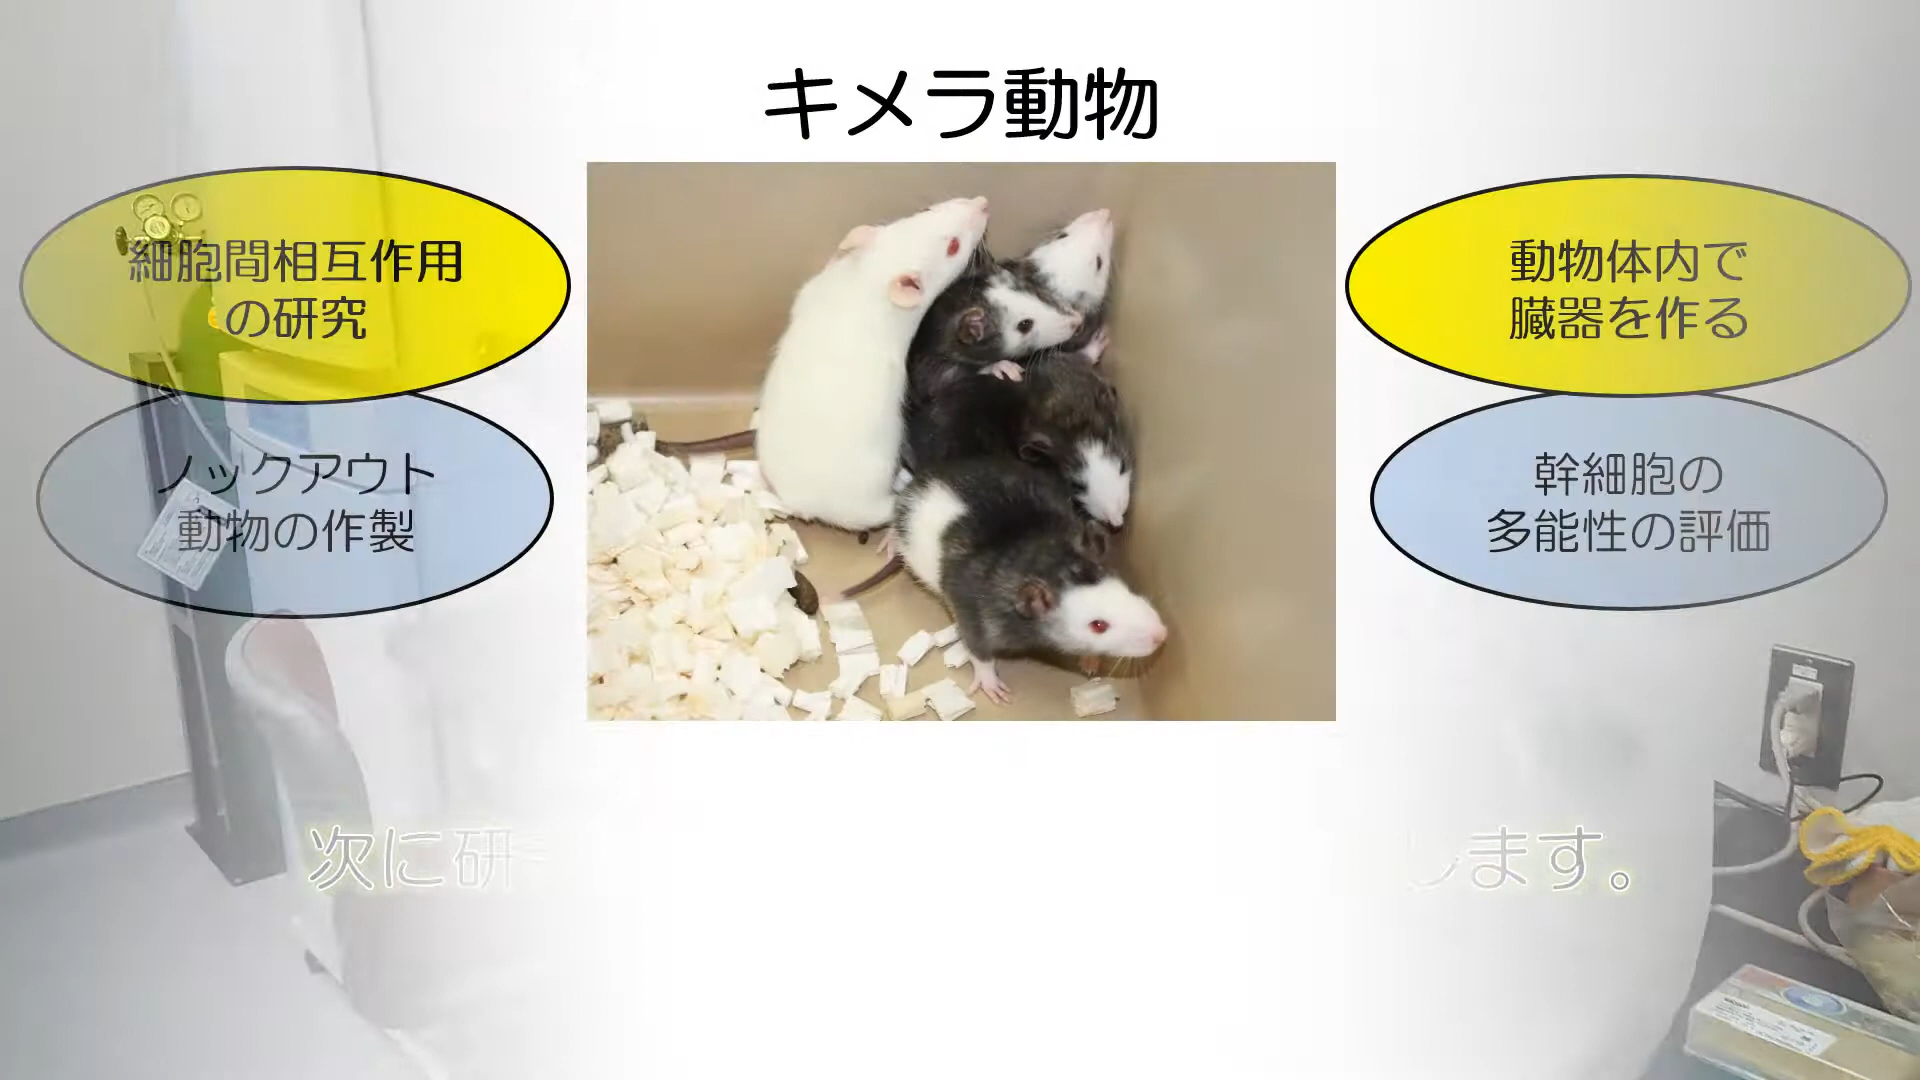 キメラ動物
細胞間相互作用
の研究
ノックアウト
動物の作製
動物体内で
臓器を作る
幹細胞の
多能性の評価
次に研
します。